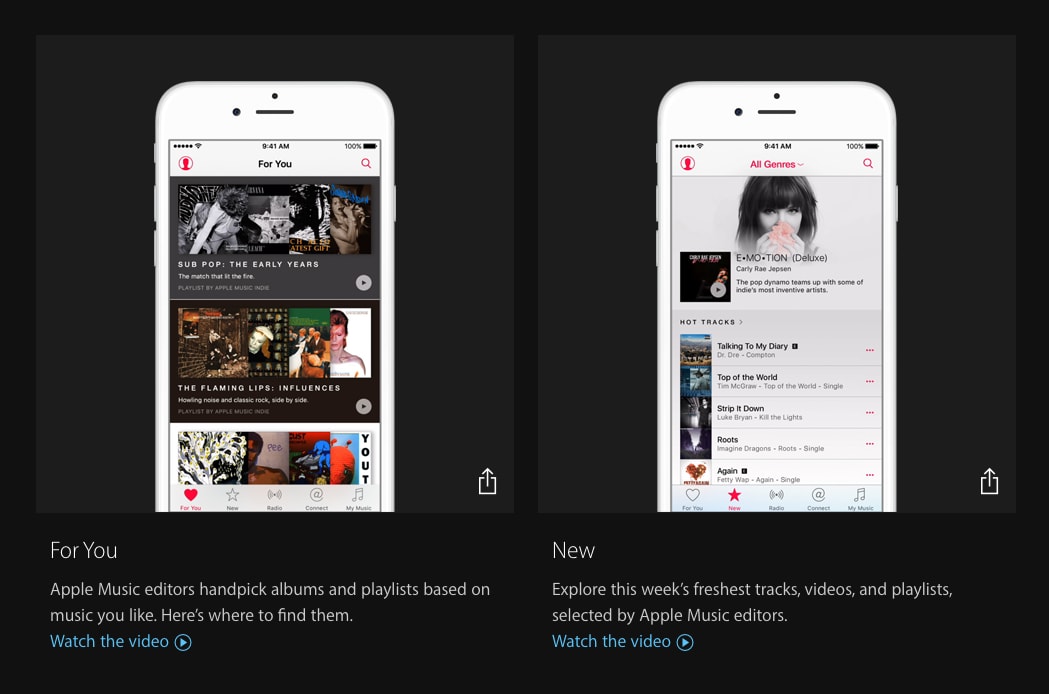 9:41 AM 100%
For You
SUB POP: THE EARLY YEARS
The match that lit the fire.
PLAYLIST BY APPLE MUSIC INDIE
THE FLAMING LIPS: INFLUENCES
Howling noise and classic rock, side by side.
PLAYLIST BY APPLE MUSIC INDIE
YOUT
For You New Radio Connect My Music
For You
Apple Music editors handpick albums and playlists based on
music you like. Here’s where to find them.
Watch the video
9:41 AM 100%
All Genres
E•MO•TION (Deluxe)
Carly Rae Jepsen
The pop dynamo teams up with some of
indie's most inventive artists.
CARLY RAE JEPSEN
HOT TRACKS
Talking To My Diary E
Dr. Dre - Compton
Top of the World
Tim McGraw - Top of the World - Single
Strip It Down
Luke Bryan - Kill the Lights
Roots
Imagine Dragons - Roots - Single
Again E
Fetty Wap - Again - Single
For You New Radio Connect My Music
New
Explore this week’s freshest tracks, videos, and playlists,
selected by Apple Music editors.
Watch the video